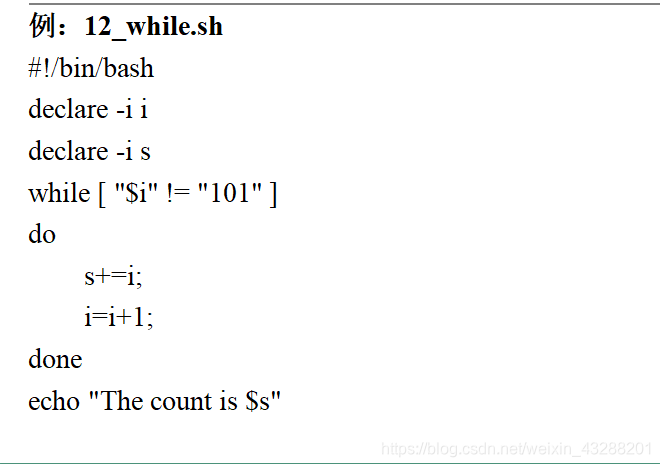 例：12_while.sh
#!/bin/bash
declare -i i
declare -i s
while [ "$i" != "101" ]
do
s+=i;
i=i+1;
done
echo "The count is $s"
https://blog.csdn.net/weixin_43288201